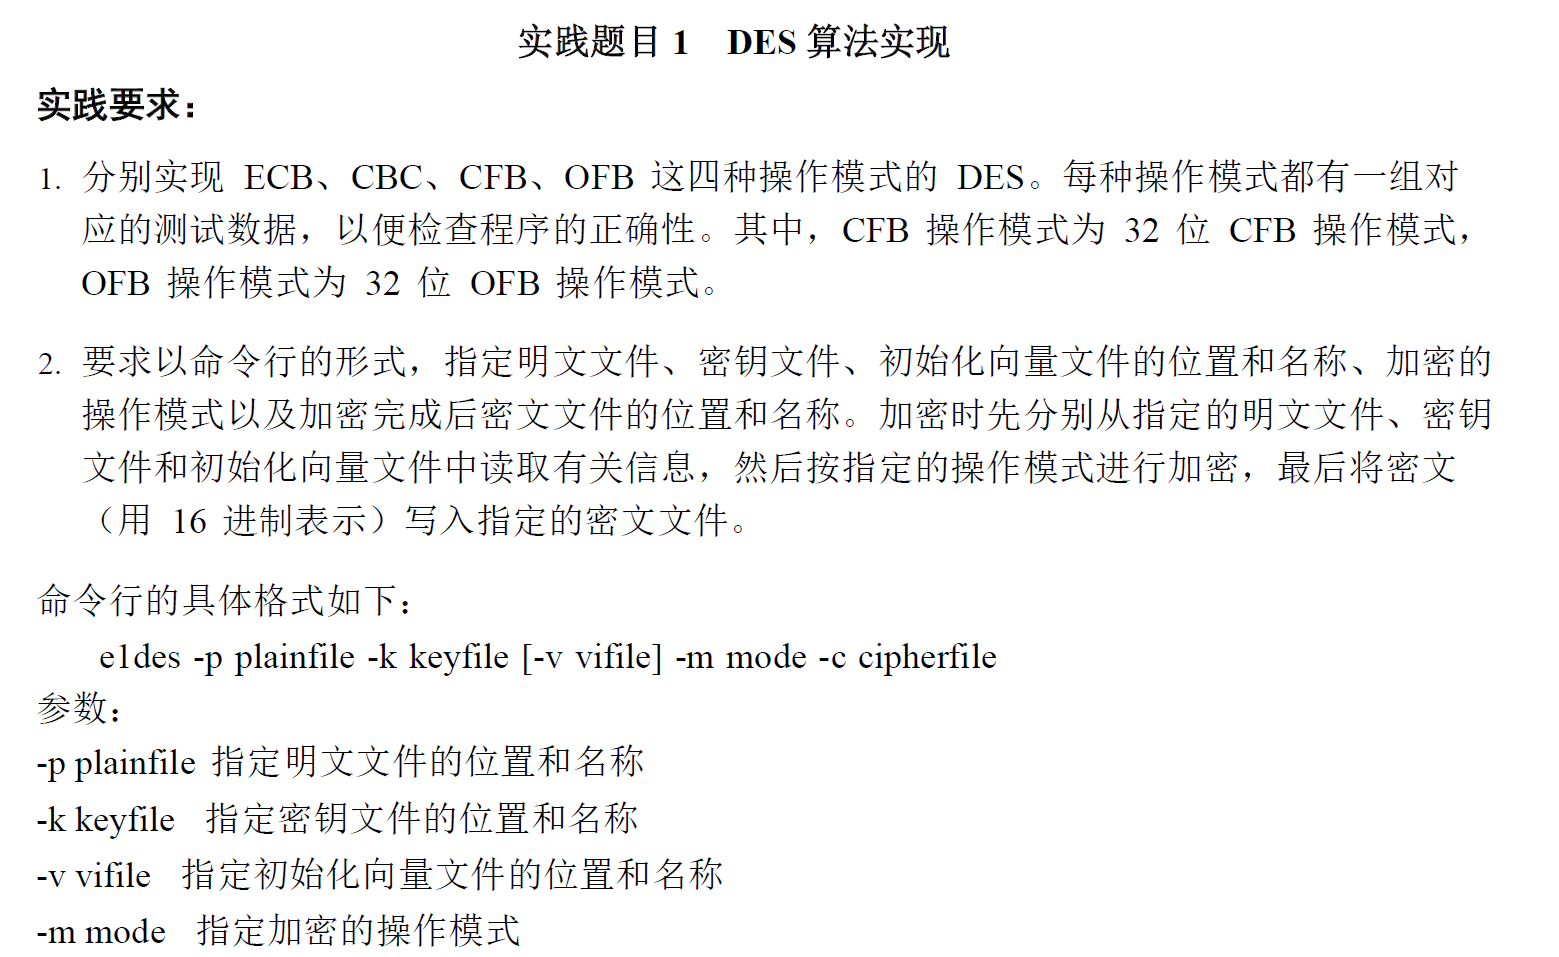 实践题目1 DES 算法实现
实践要求：
1. 分别实现 ECB、CBC、CFB、OFB 这四种操作模式的 DES。每种操作模式都有一组对
应的测试数据，以便检查程序的正确性。其中，CFB 操作模式为 32 位 CFB 操作模式，
OFB 操作模式为 32 位 OFB 操作模式。
2. 要求以命令行的形式，指定明文文件、密钥文件、初始化向量文件的位置和名称、加密的
操作模式以及加密完成后密文文件的位置和名称。加密时先分别从指定的明文文件、密钥
文件和初始化向量文件中读取有关信息，然后按指定的操作模式进行加密，最后将密文
（用 16 进制表示）写入指定的密文文件。
命令行的具体格式如下：
e1des -p plainfile -k keyfile [-v vifile] -m mode -c cipherfile
参数：
-p plainfile 指定明文文件的位置和名称
-k keyfile 指定密钥文件的位置和名称
-v vifile 指定初始化向量文件的位置和名称
-m mode 指定加密的操作模式